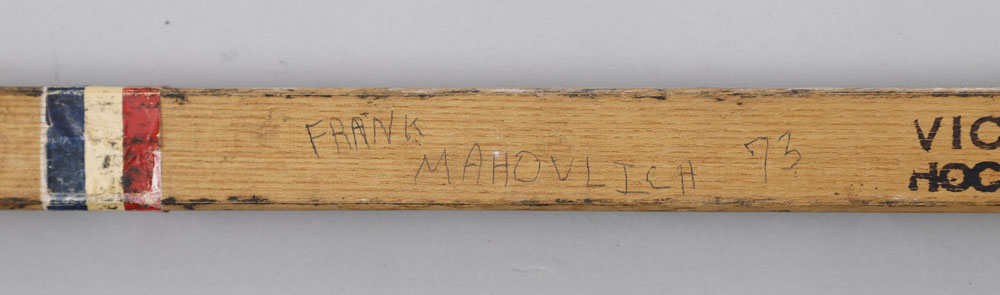 FRANK
MAHOVLICH 73
VIC
HOC